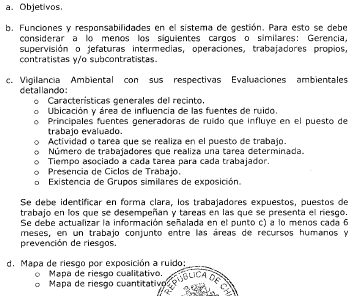 a. Objetivos.
b. Funciones y responsabilidades en el sistema de gestión. Para esto se debe
considerar a lo menos los siguientes cargos o similares: Gerencia,
supervisión o jefaturas intermedias, operaciones, trabajadores propios,
contratistas y/o subcontratistas.
c. Vigilancia Ambiental con sus respectivas Evaluaciones ambientales
detallando:
o Características generales del recinto.
o Ubicación y área de influencia de las fuentes de ruido.
o Principales fuentes generadoras de ruido que influye en el puesto de
trabajo evaluado.
o Actividad o tarea que se realiza en el puesto de trabajo.
o Número de trabajadores que realiza una tarea determinada.
o Tiempo asociado a cada tarea para cada trabajador.
o Presencia de Ciclos de Trabajo.
o Existencia de Grupos similares de exposición.
Se debe identificar en forma clara, los trabajadores expuestos, puestos
de trabajo en los que se desempeñan y tareas en las que se presenta el riesgo.
Se debe actualizar la información señalada en el punto c) a lo menos cada 6
meses, en un trabajo conjunto entre las áreas de recursos humanos y
prevención de riesgos.
d. Mapa de riesgo por exposición a ruido:
o Mapa de riesgo cualitativo.
o Mapa de riesgo cuantitativo
REPUBLICA DE